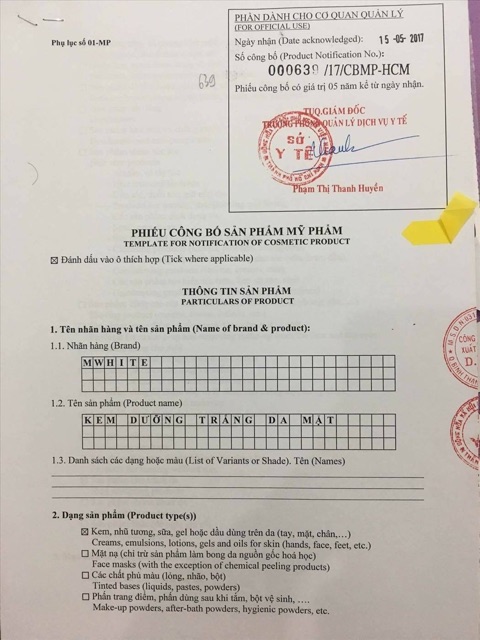 Phụ lục số 01-MP
639
PHẦN DÀNH CHO CƠ QUAN QUẢN LÝ
(FOR OFFICIAL USE)
Ngày nhận (Date acknowledged): 15 -05- 2017
Số công bố (Product Notification No.):
000639 /17/CBMP-HCM
Phiếu công bố có giá trị 05 năm kể từ ngày nhận.
TUQ.GIÁM ĐỐC
TRƯỞNG PHÒNG QUẢN LÝ DỊCH VỤ Y TẾ
SỞ
Y TẾ
Phạm Thị Thanh Huyền
PHIẾU CÔNG BỐ SẢN PHẨM MỸ PHẨM
TEMPLATE FOR NOTIFICATION OF COSMETIC PRODUCT
☒ Đánh dấu vào ô thích hợp (Tick where applicable)
THÔNG TIN SẢN PHẨM
PARTICULARS OF PRODUCT
1. Tên nhãn hàng và tên sản phẩm (Name of brand & product):
1.1. Nhãn hàng (Brand)
MWHITE
1.2. Tên sản phẩm (Product name)
KEM DƯỠNG TRẮNG DA MẶT
1.3. Danh sách các dạng hoặc màu (List of Variants or Shade). Tên (Names)
2. Dạng sản phẩm (Product type(s))
☒ Kem, nhũ tương, sữa, gel hoặc dầu dùng trên da (tay, mặt, chân,…)
Creams, emulsions, lotions, gels and oils for skin (hands, face, feet, etc.)
☐ Mặt nạ (chỉ trừ sản phẩm làm bong da nguồn gốc hoá học)
Face masks (with the exception of chemical peeling products)
☐ Các chất phủ màu (lỏng, nhão, bột)
Tinted bases (liquids, pastes, powders)
☐ Phấn trang điểm, phấn dùng sau khi tắm, bột vệ sinh, ….
Make-up powders, after-bath powders, hygienic powders, etc.